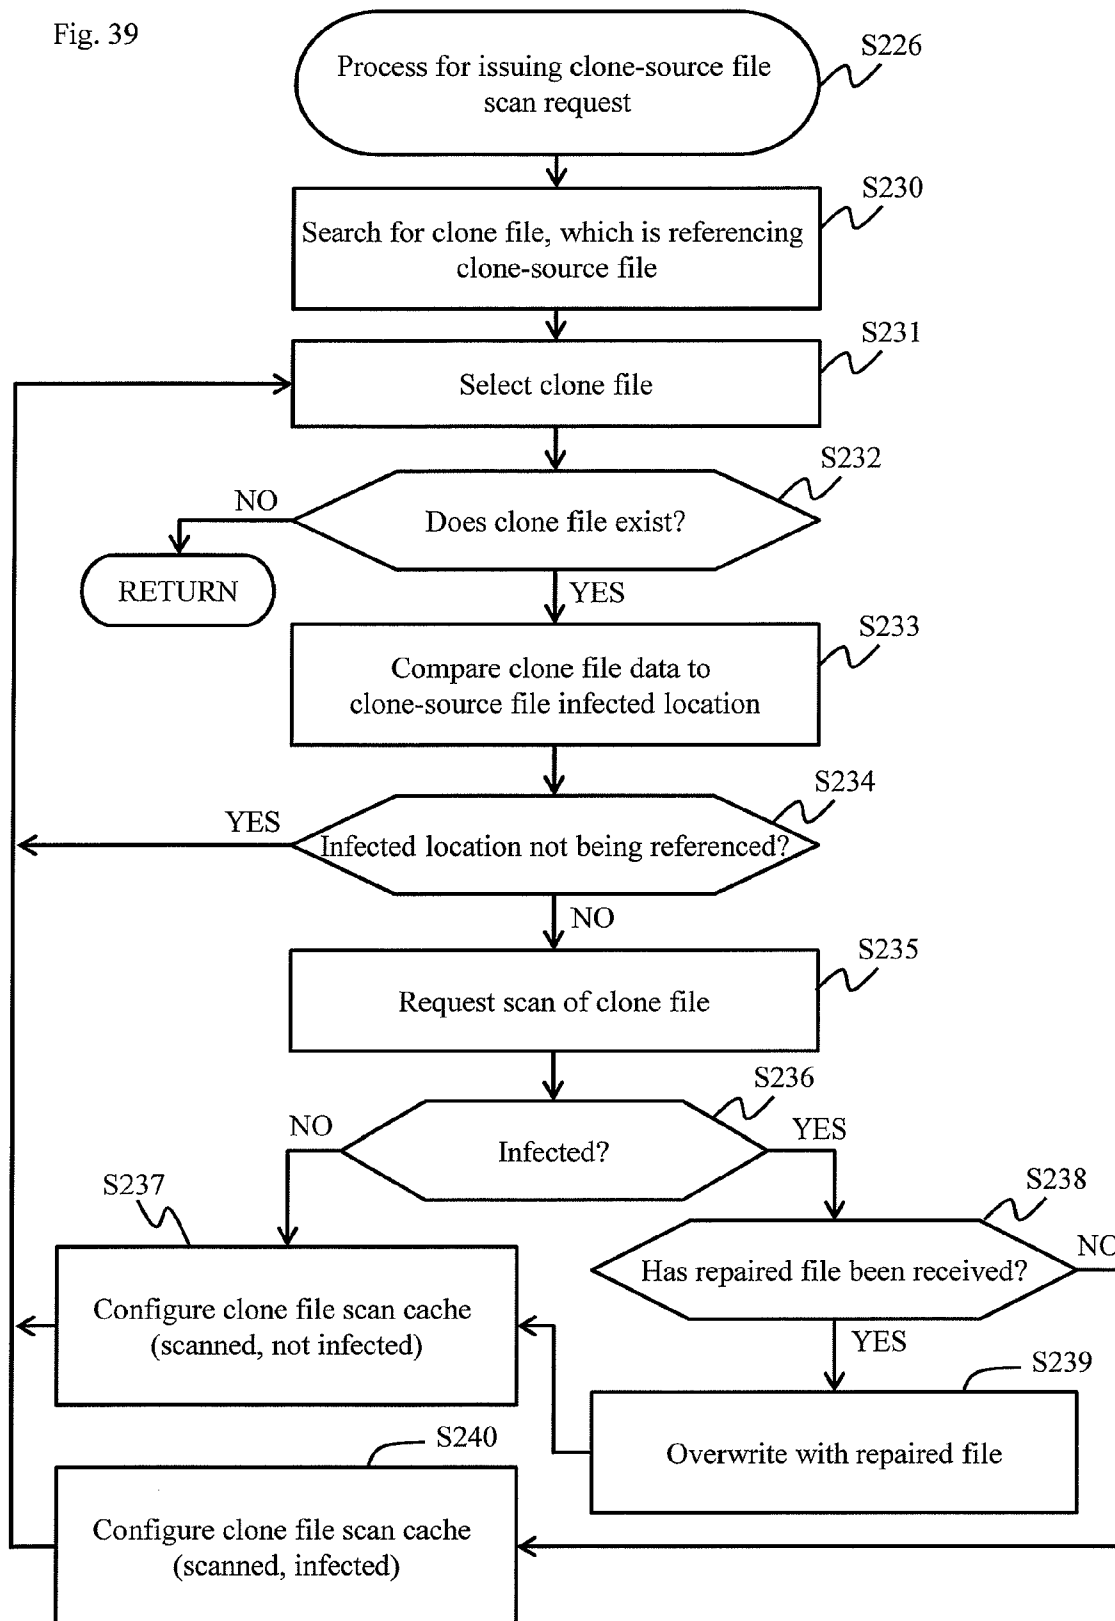 Fig. 39
Process for issuing clone-source file
scan request
S226
S230
Search for clone file, which is referencing
clone-source file
S231
Select clone file
S232
NO
Does clone file exist?
RETURN
YES
S233
Compare clone file data to
clone-source file infected location
S234
YES
Infected location not being referenced?
NO
S235
Request scan of clone file
S236
NO
YES
Infected?
S237
S238
NO
Has repaired file been received?
Configure clone file scan cache
(scanned, not infected)
YES
S239
S240
Overwrite with repaired file
Configure clone file scan cache
(scanned, infected)